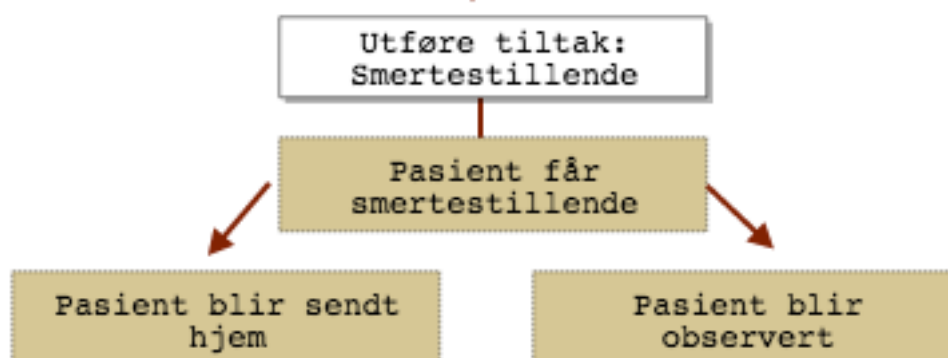 Utføre tiltak:
Smertestillende
Pasient får
smertestillende
Pasient blir sendt
hjem
Pasient blir
observert